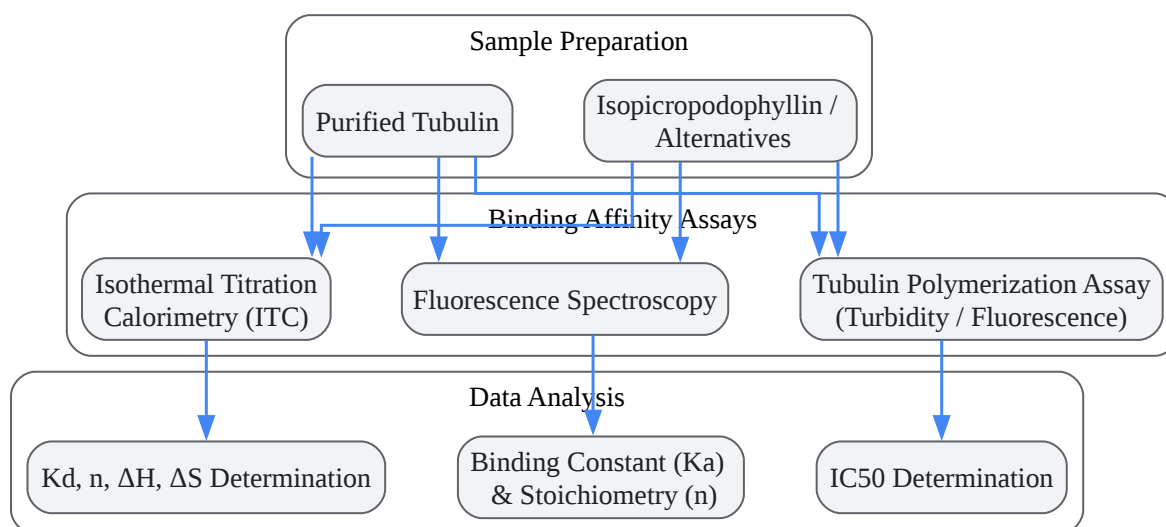 Sample Preparation
Purified Tubulin
Isopicropodophyllin /
Alternatives
Binding Affinity Assays
Isothermal Titration
Calorimetry (ITC)
Fluorescence Spectroscopy
Tubulin Polymerization Assay
(Turbidity / Fluorescence)
Data Analysis
Kd, n, ΔH, ΔS Determination
Binding Constant (Ka)
& Stoichiometry (n)
IC50 Determination